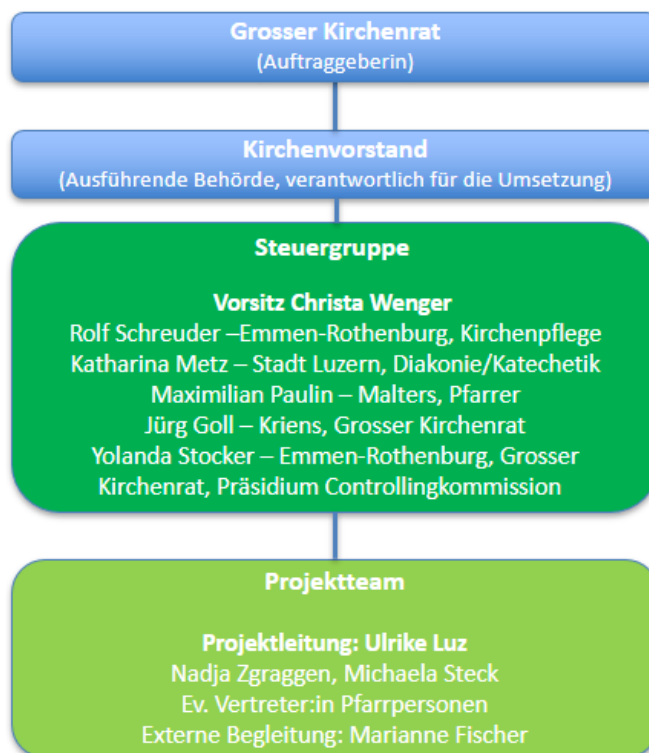 Grosser Kirchenrat
(Auftraggeberin)
Kirchenvorstand
(Ausführende Behörde, verantwortlich für die Umsetzung)
Steuergruppe
Vorsitz Christa Wenger
Rolf Schreuder –Emmen-Rothenburg, Kirchenpflege
Katharina Metz – Stadt Luzern, Diakonie/Katechetik
Maximilian Paulin – Malters, Pfarrer
Jürg Goll – Kriens, Grosser Kirchenrat
Yolanda Stocker – Emmen-Rothenburg, Grosser
Kirchenrat, Präsidium Controllingkommission
Projektteam
Projektleitung: Ulrike Luz
Nadja Zgraggen, Michaela Steck
Ev. Vertreter:in Pfarrpersonen
Externe Begleitung: Marianne Fischer